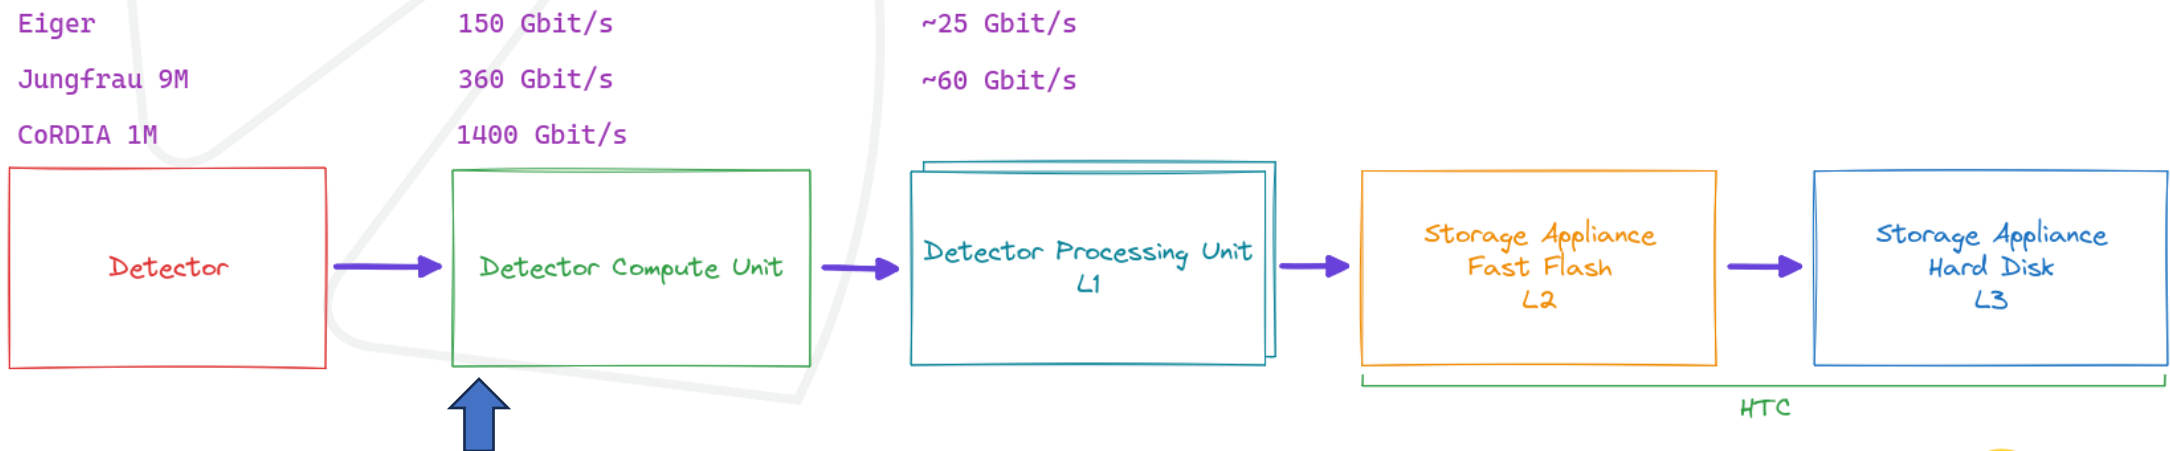 Eiger 150 Gbit/s ~25 Gbit/s
Jungfrau 9M 360 Gbit/s ~60 Gbit/s
CoRDIA 1M 1400 Gbit/s
Detector
Detector Compute Unit
Detector Processing Unit
L1
Storage Appliance
Fast Flash
L2
Storage Appliance
Hard Disk
L3
HTC